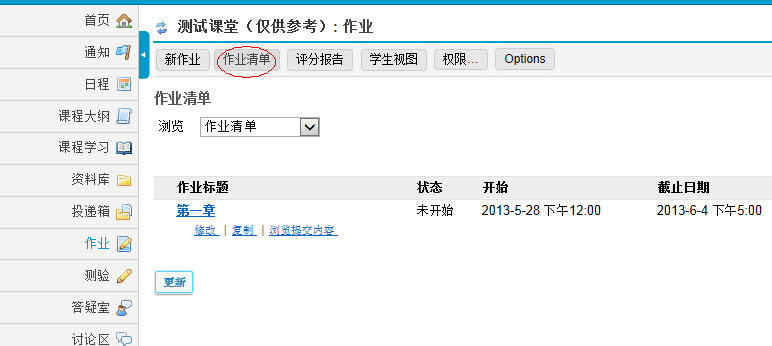 首页
通知
日程
课程大纲
课程学习
资料库
投递箱
作业
测验
答疑室
讨论区
测试课堂（仅供参考）: 作业
新作业 作业清单 评分报告 学生视图 权限... Options
作业清单
浏览 作业清单
作业标题 状态 开始 截止日期
第一章 未开始 2013-5-28 下午12:00 2013-6-4 下午5:00
修改 | 复制 | 浏览提交内容
更新